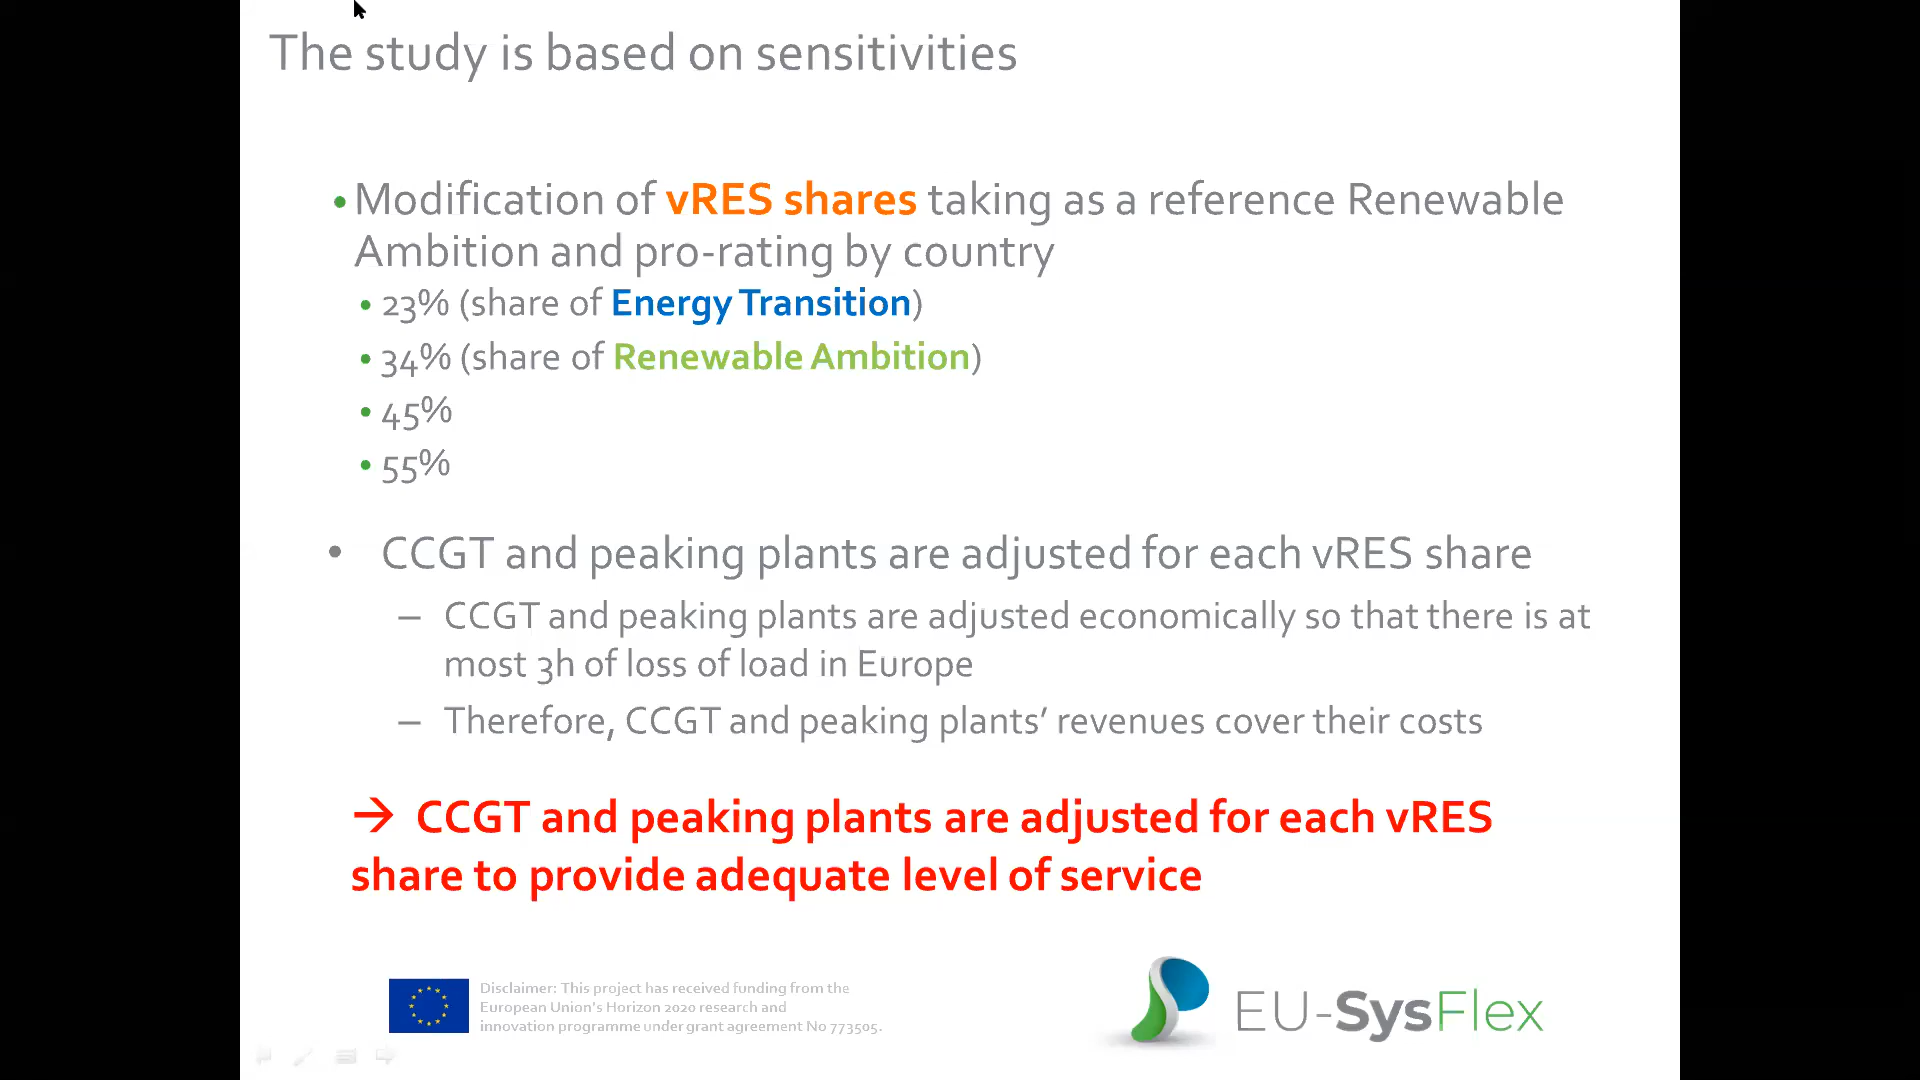 The study is based on sensitivities
• Modification of vRES shares taking as a reference Renewable
Ambition and pro-rating by country
• 23% (share of Energy Transition)
• 34% (share of Renewable Ambition)
• 45%
• 55%
• CCGT and peaking plants are adjusted for each vRES share
– CCGT and peaking plants are adjusted economically so that there is at
most 3h of loss of load in Europe
– Therefore, CCGT and peaking plants’ revenues cover their costs
→ CCGT and peaking plants are adjusted for each vRES
share to provide adequate level of service
Disclaimer: This project has received funding from the
European Union's Horizon 2020 research and
innovation programme under grant agreement No 773505.
EU-SysFlex